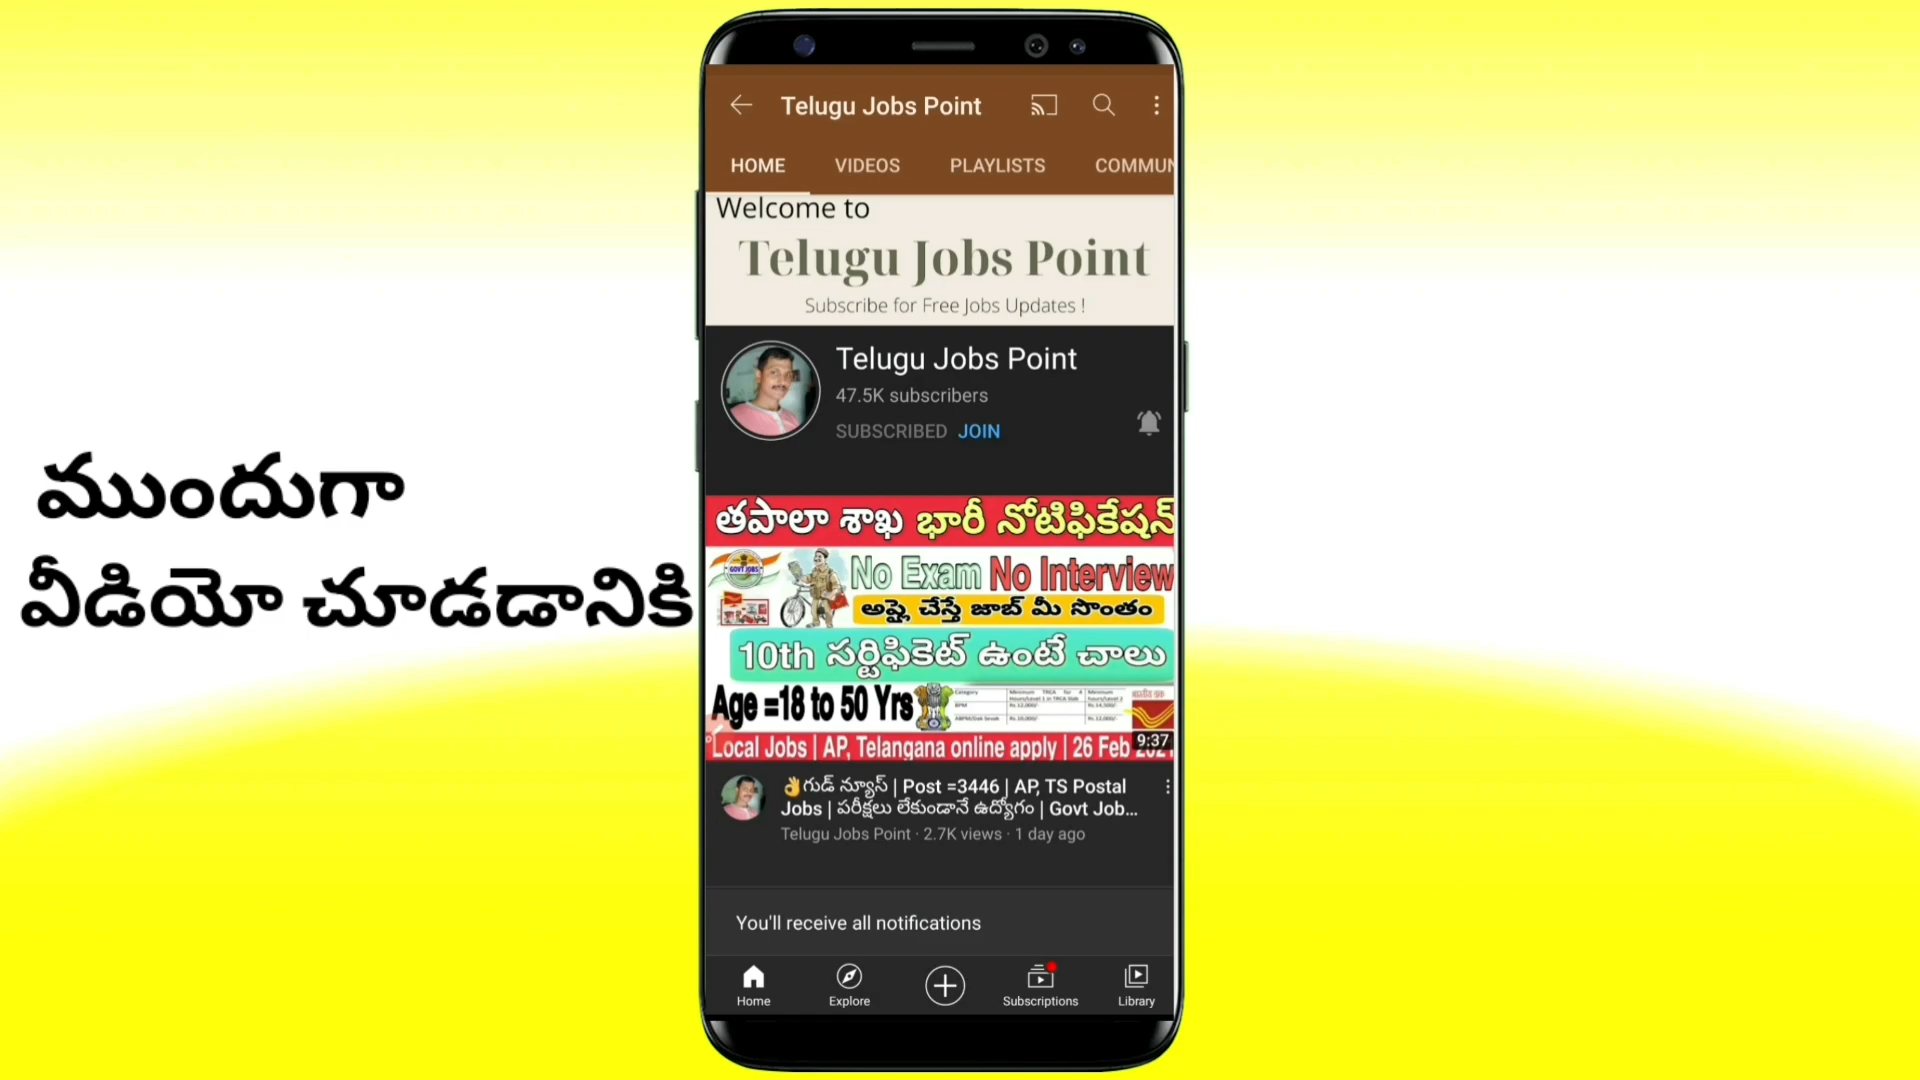 ముందుగా
వీడియో చూడడానికి
Telugu Jobs Point
HOME VIDEOS PLAYLISTS COMMUN
Welcome to
Telugu Jobs Point
Subscribe for Free Jobs Updates !
Telugu Jobs Point
47.5K subscribers
SUBSCRIBED JOIN
తపాలా శాఖ భారీ నోటిఫికేషన్
GOVT JOBS
No Exam No Interview
అప్లై చేస్తే జాబ్ మీ సొంతం
10th సర్టిఫికెట్ ఉంటే చాలు
Age =18 to 50 Yrs
Local Jobs | AP, Telangana online apply | 26 Feb
9:37
👌గుడ్ న్యూస్ | Post =3446 | AP, TS Postal
Jobs | పరీక్షలు లేకుండానే ఉద్యోగం | Govt Job...
Telugu Jobs Point · 2.7K views · 1 day ago
You'll receive all notifications
Home Explore Subscriptions Library